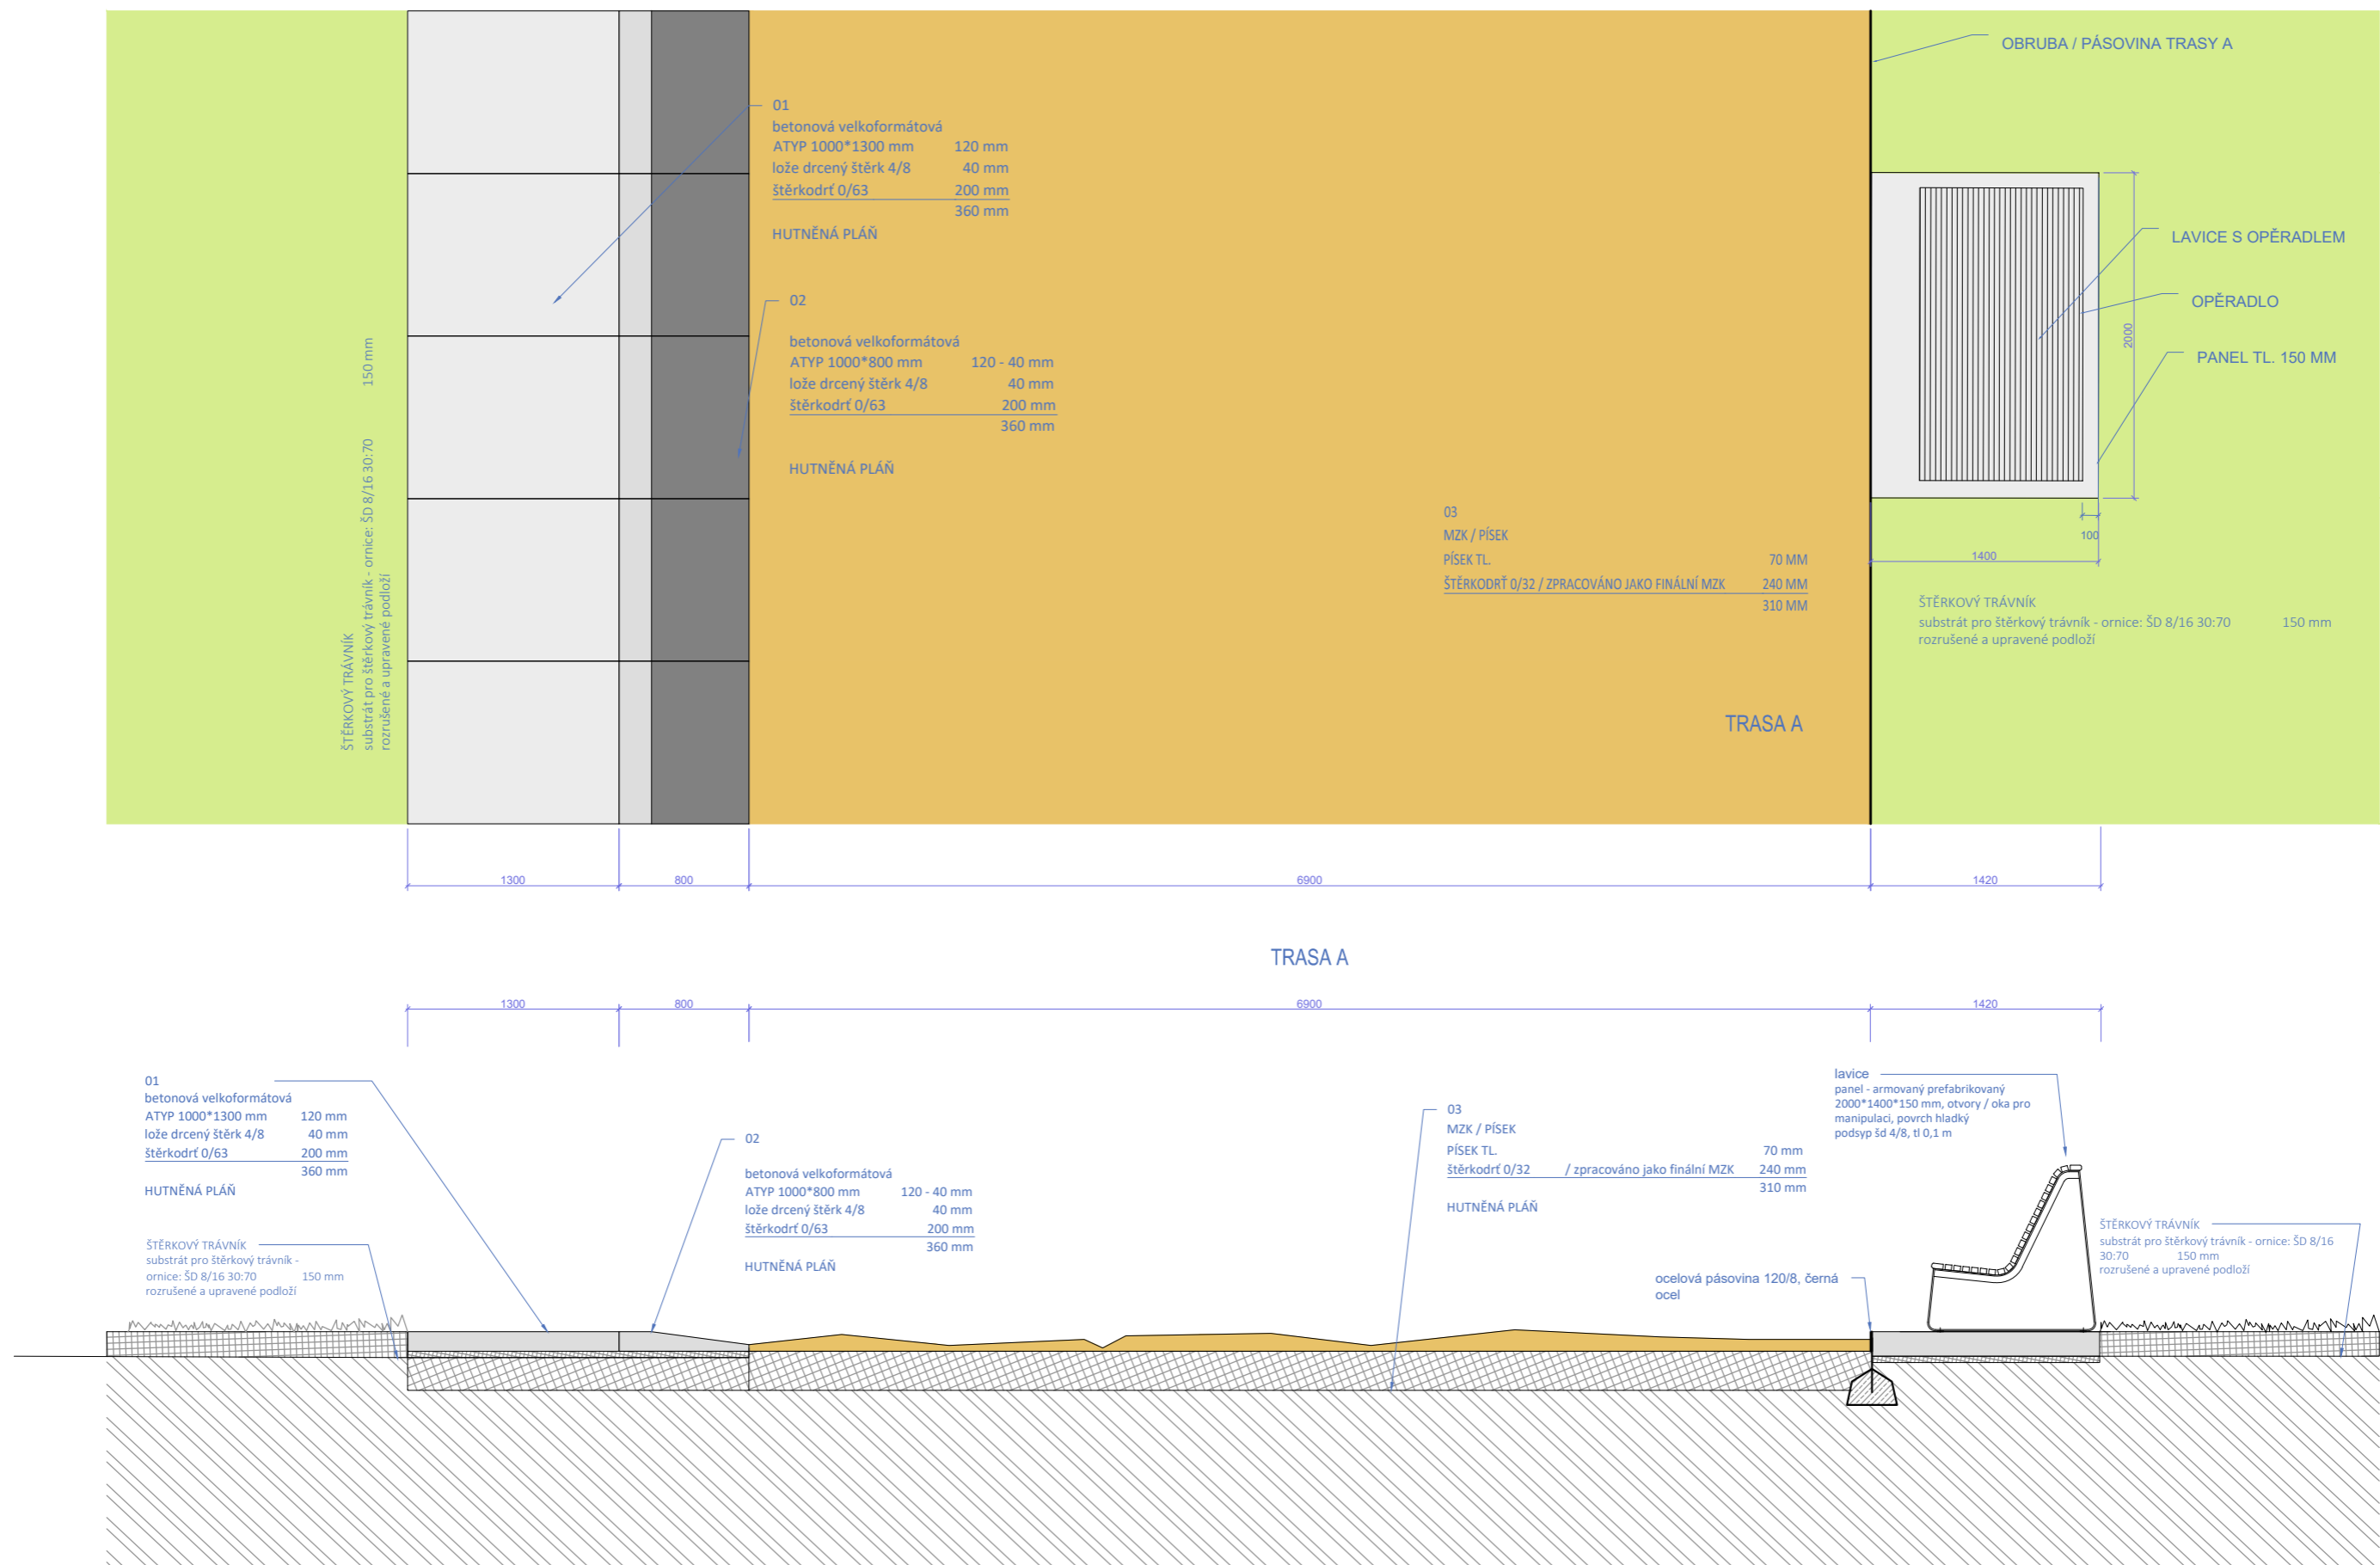 OBRUBA / PÁSOVINA TRASY A
01
betonová velkoformátová
ATYP 1000*1300 mm 120 mm
lože drcený štěrk 4/8 40 mm
štěrkodrť 0/63 200 mm
360 mm
HUTNĚNÁ PLÁŇ
02
betonová velkoformátová
ATYP 1000*800 mm 120 - 40 mm
lože drcený štěrk 4/8 40 mm
štěrkodrť 0/63 200 mm
360 mm
HUTNĚNÁ PLÁŇ
ŠTĚRKOVÝ TRÁVNÍK
substrát pro štěrkový trávník - ornice: ŠD 8/16 30:70 150 mm
rozrušené a upravené podloží
LAVICE S OPĚRADLEM
OPĚRADLO
2000
PANEL TL. 150 MM
03
MZK / PÍSEK
PÍSEK TL. 70 MM
ŠTĚRKODRŤ 0/32 / ZPRACOVÁNO JAKO FINÁLNÍ MZK 240 MM
310 MM
100
1400
ŠTĚRKOVÝ TRÁVNÍK
substrát pro štěrkový trávník - ornice: ŠD 8/16 30:70 150 mm
rozrušené a upravené podloží
TRASA A
1300 800 6900 1420
TRASA A
1300 800 6900 1420
01
betonová velkoformátová
ATYP 1000*1300 mm 120 mm
lože drcený štěrk 4/8 40 mm
štěrkodrť 0/63 200 mm
360 mm
HUTNĚNÁ PLÁŇ
ŠTĚRKOVÝ TRÁVNÍK
substrát pro štěrkový trávník -
ornice: ŠD 8/16 30:70 150 mm
rozrušené a upravené podloží
02
betonová velkoformátová
ATYP 1000*800 mm 120 - 40 mm
lože drcený štěrk 4/8 40 mm
štěrkodrť 0/63 200 mm
360 mm
HUTNĚNÁ PLÁŇ
03
MZK / PÍSEK
PÍSEK TL. 70 mm
štěrkodrť 0/32 / zpracováno jako finální MZK 240 mm
310 mm
HUTNĚNÁ PLÁŇ
lavice
panel - armovaný prefabrikovaný
2000*1400*150 mm, otvory / oka pro
manipulaci, povrch hladký
podsyp šd 4/8, tl 0,1 m
ocelová pásovina 120/8, černá
ocel
ŠTĚRKOVÝ TRÁVNÍK
substrát pro štěrkový trávník - ornice: ŠD 8/16
30:70 150 mm
rozrušené a upravené podloží